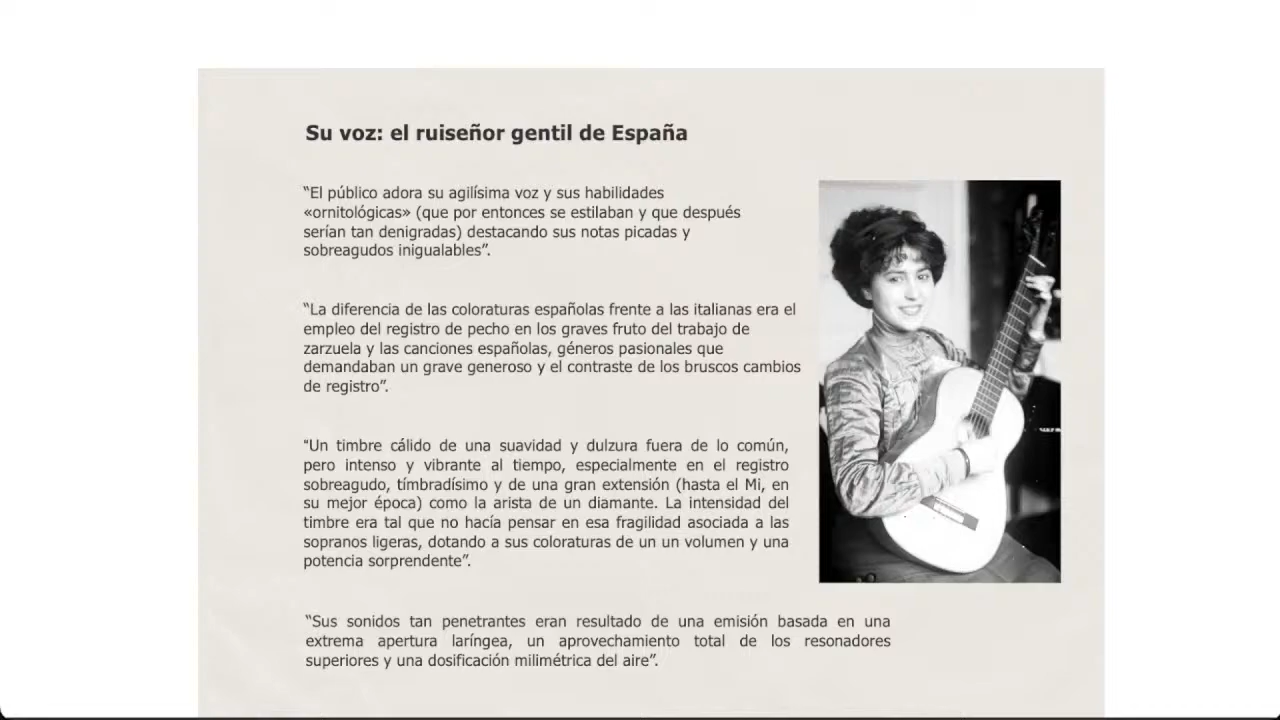 Su voz: el ruiseñor gentil de España
“El público adora su agilísima voz y sus habilidades
«ornitológicas» (que por entonces se estilaban y que después
serían tan denigradas) destacando sus notas picadas y
sobreagudos inigualables”.
“La diferencia de las coloraturas españolas frente a las italianas era el
empleo del registro de pecho en los graves fruto del trabajo de
zarzuela y las canciones españolas, géneros pasionales que
demandaban un grave generoso y el contraste de los bruscos cambios
de registro”.
“Un timbre cálido de una suavidad y dulzura fuera de lo común,
pero intenso y vibrante al tiempo, especialmente en el registro
sobreagudo, tímbradísimo y de una gran extensión (hasta el Mi, en
su mejor época) como la arista de un diamante. La intensidad del
timbre era tal que no hacía pensar en esa fragilidad asociada a las
sopranos ligeras, dotando a sus coloraturas de un un volumen y una
potencia sorprendente”.
“Sus sonidos tan penetrantes eran resultado de una emisión basada en una
extrema apertura laríngea, un aprovechamiento total de los resonadores
superiores y una dosificación milimétrica del aire”.